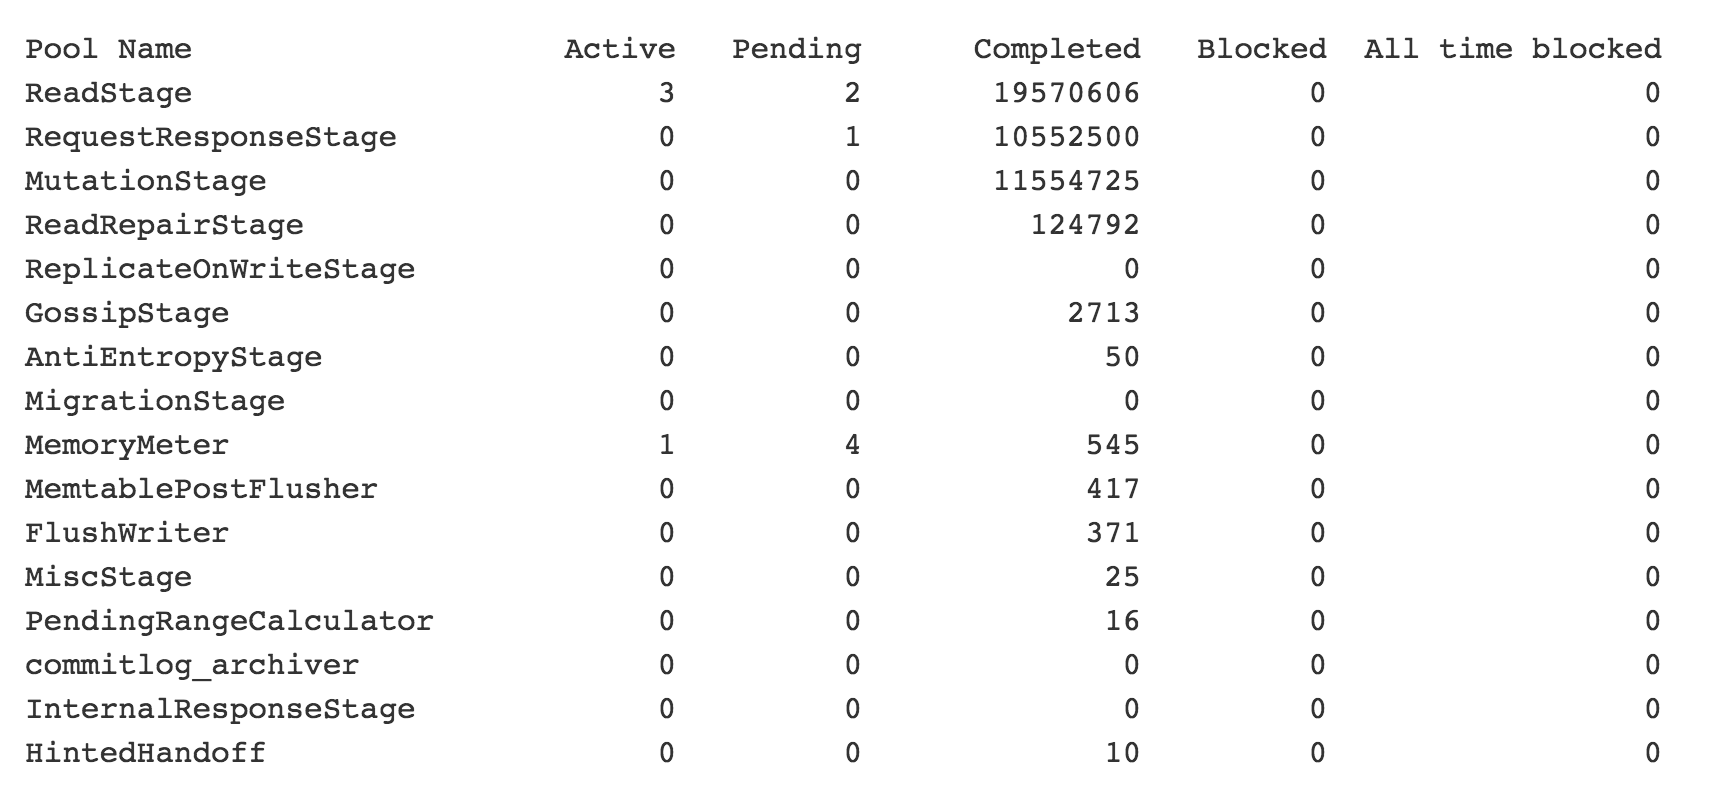 Pool Name                    Active   Pending      Completed   Blocked  All time blocked
ReadStage                         3         2       19570606         0                 0
RequestResponseStage              0         1       10552500         0                 0
MutationStage                     0         0       11554725         0                 0
ReadRepairStage                   0         0         124792         0                 0
ReplicateOnWriteStage             0         0              0         0                 0
GossipStage                       0         0           2713         0                 0
AntiEntropyStage                  0         0             50         0                 0
MigrationStage                    0         0              0         0                 0
MemoryMeter                       1         4            545         0                 0
MemtablePostFlusher               0         0            417         0                 0
FlushWriter                       0         0            371         0                 0
MiscStage                         0         0             25         0                 0
PendingRangeCalculator            0         0             16         0                 0
commitlog_archiver                0         0              0         0                 0
InternalResponseStage             0         0              0         0                 0
HintedHandoff                     0         0             10         0                 0